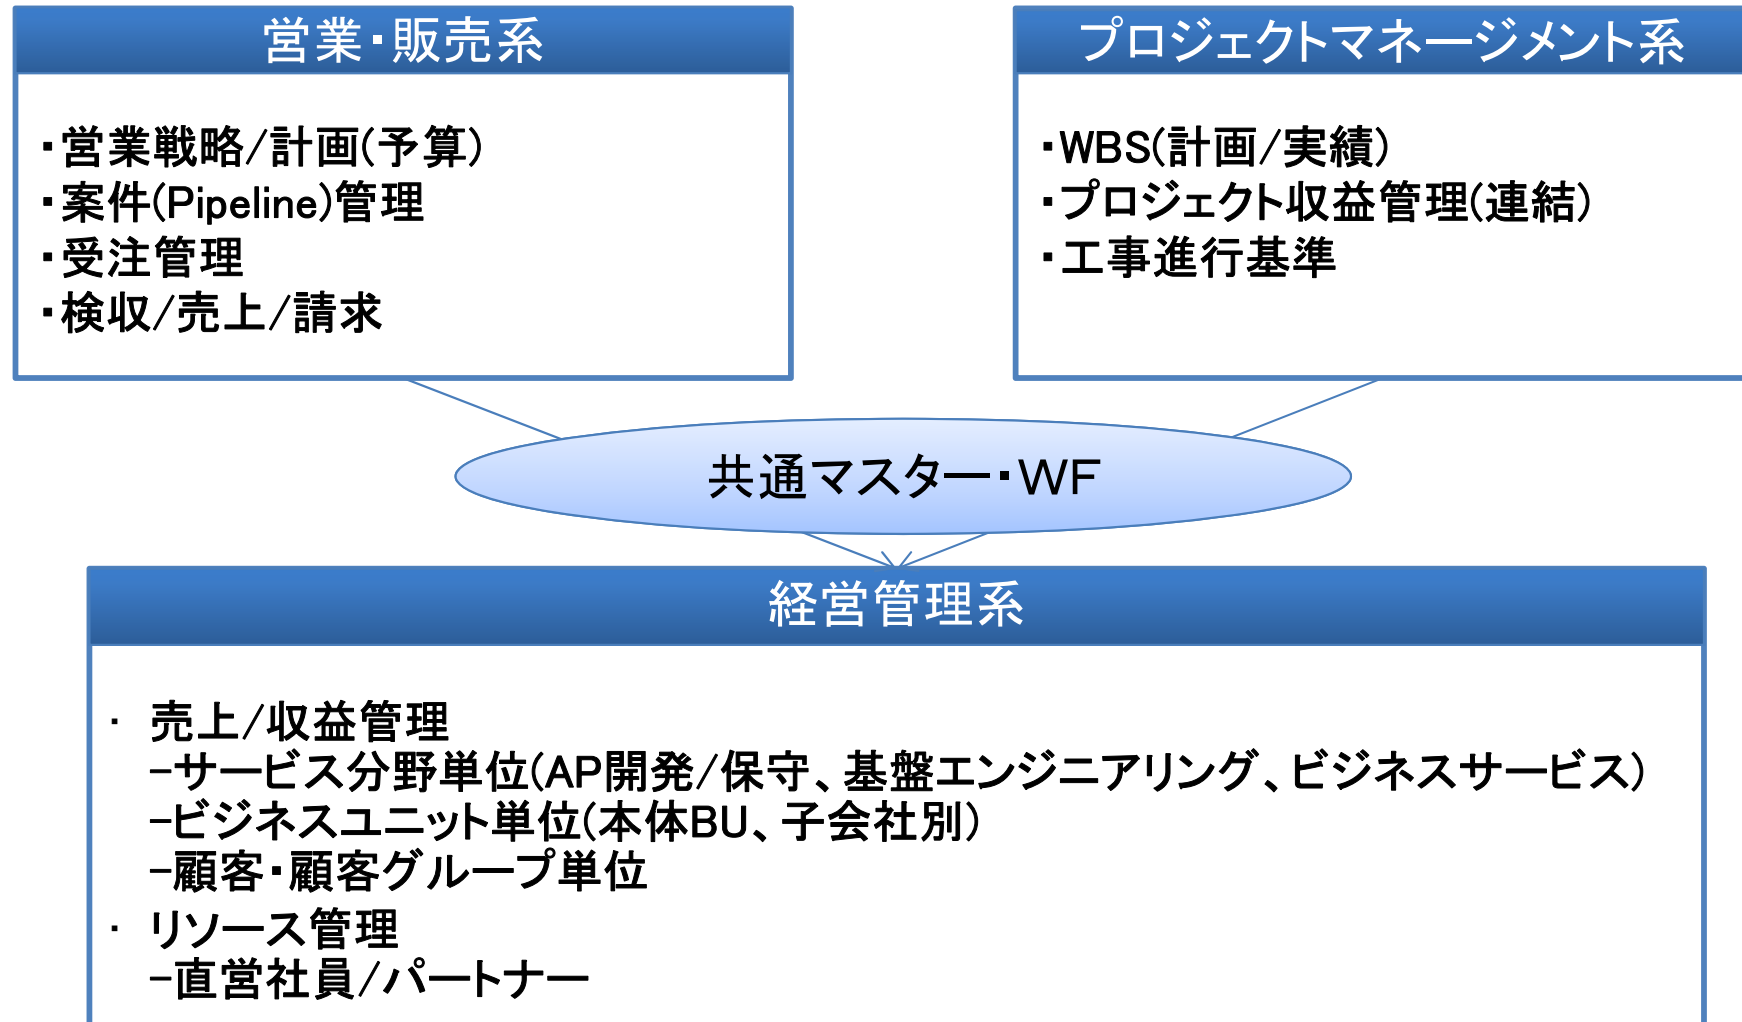 営業・販売系
・営業戦略/計画(予算)
・案件(Pipeline)管理
・受注管理
・検収/売上/請求
プロジェクトマネージメント系
・WBS(計画/実績)
・プロジェクト収益管理(連結)
・工事進行基準
共通マスター・WF
経営管理系
・ 売上/収益管理
−サービス分野単位(AP開発/保守、基盤エンジニアリング、ビジネスサービス)
−ビジネスユニット単位(本体BU、子会社別)
−顧客・顧客グループ単位
・ リソース管理
−直営社員/パートナー